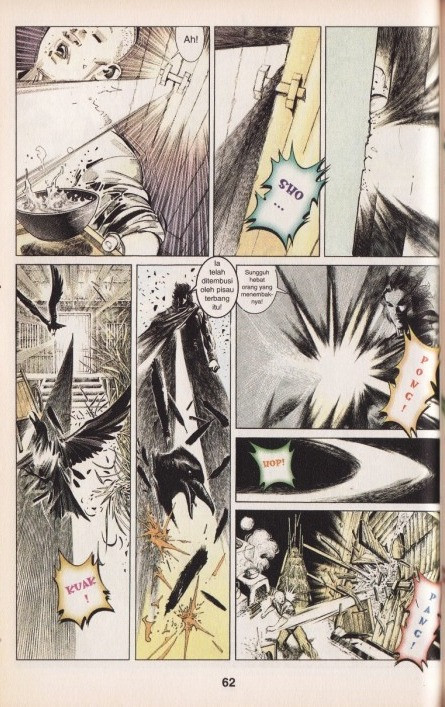 Ah!
SUO
...
Ia
telah
ditembusi
oleh pisau
terbang
itu!
Sungguh
hebat
orang yang
menembak-
nya!
PONG!
UOP!
KUAK
!
PANG!
62